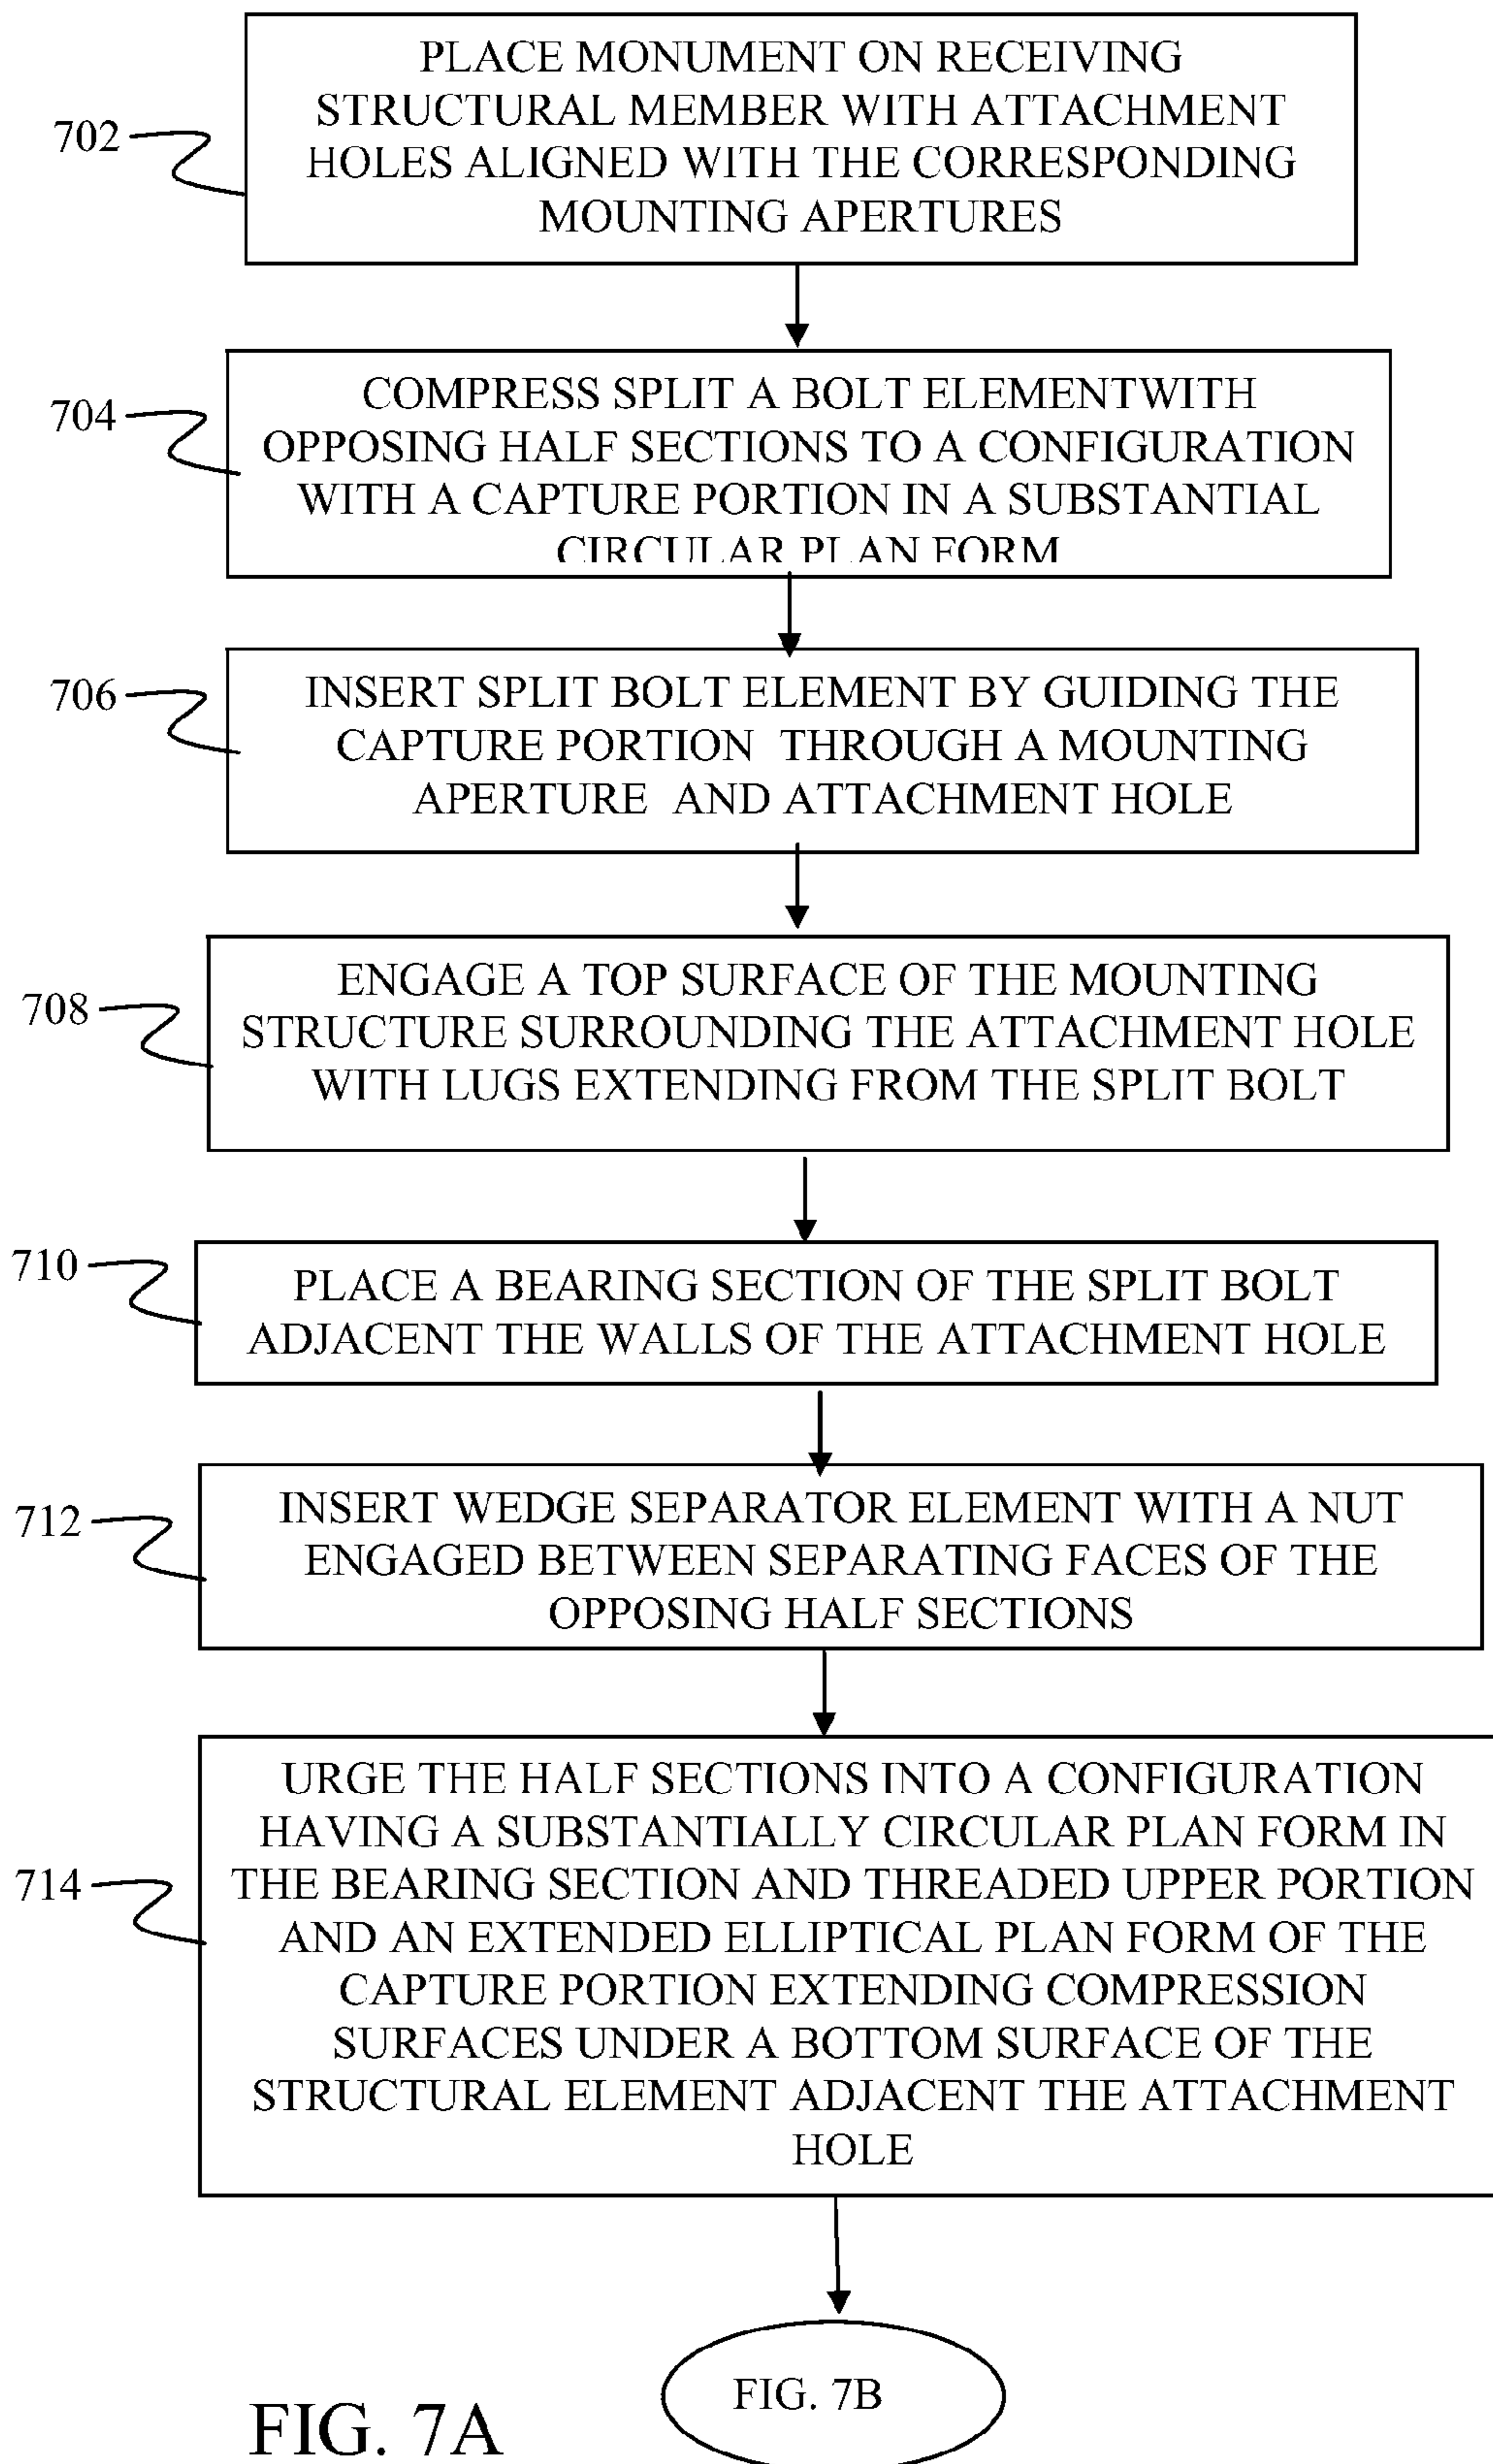 PLACE MONUMENT ON RECEIVING
STRUCTURAL MEMBER WITH ATTACHMENT
HOLES ALIGNED WITH THE CORRESPONDING
MOUNTING APERTURES
702
COMPRESS SPLIT A BOLT ELEMENTWITH
OPPOSING HALF SECTIONS TO A CONFIGURATION
WITH A CAPTURE PORTION IN A SUBSTANTIAL
CIRCULAR PLAN FORM
704
INSERT SPLIT BOLT ELEMENT BY GUIDING THE
CAPTURE PORTION THROUGH A MOUNTING
APERTURE AND ATTACHMENT HOLE
706
ENGAGE A TOP SURFACE OF THE MOUNTING
STRUCTURE SURROUNDING THE ATTACHMENT HOLE
WITH LUGS EXTENDING FROM THE SPLIT BOLT
708
PLACE A BEARING SECTION OF THE SPLIT BOLT
ADJACENT THE WALLS OF THE ATTACHMENT HOLE
710
INSERT WEDGE SEPARATOR ELEMENT WITH A NUT
ENGAGED BETWEEN SEPARATING FACES OF THE
OPPOSING HALF SECTIONS
712
URGE THE HALF SECTIONS INTO A CONFIGURATION
HAVING A SUBSTANTIALLY CIRCULAR PLAN FORM IN
THE BEARING SECTION AND THREADED UPPER PORTION
AND AN EXTENDED ELLIPTICAL PLAN FORM OF THE
CAPTURE PORTION EXTENDING COMPRESSION
SURFACES UNDER A BOTTOM SURFACE OF THE
STRUCTURAL ELEMENT ADJACENT THE ATTACHMENT
HOLE
714
FIG. 7B
FIG. 7A